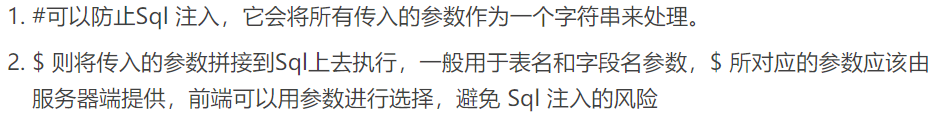 1. #可以防止Sql 注入，它会将所有传入的参数作为一个字符串来处理。
2. $ 则将传入的参数拼接到Sql上去执行，一般用于表名和字段名参数，$ 所对应的参数应该由
服务器端提供，前端可以用参数进行选择，避免 Sql 注入的风险